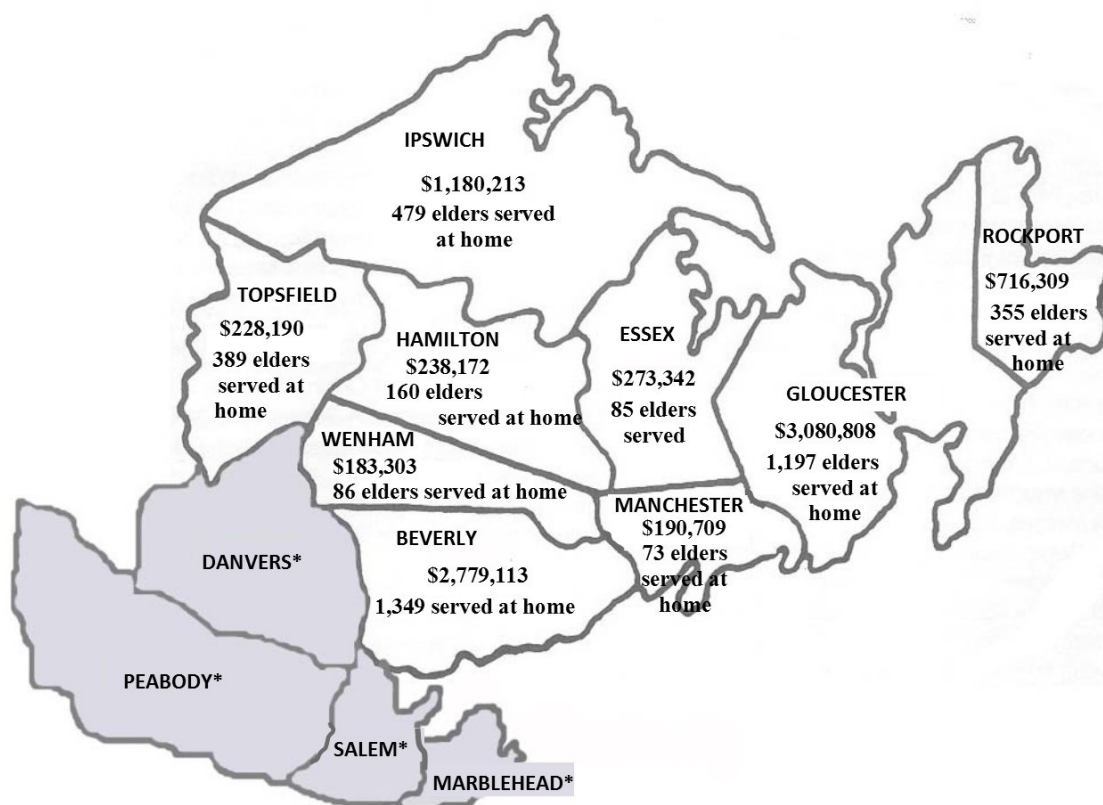 IPSWICH
$1,180,213
479 elders served
at home
ROCKPORT
$716,309
355 elders
served at
home
TOPSFIELD
$228,190
389 elders
served at
home
HAMILTON
$238,172
160 elders
served at home
ESSEX
$273,342
85 elders
served
GLOUCESTER
$3,080,808
1,197 elders
served at
home
WENHAM
$183,303
86 elders served at home
MANCHESTER
$190,709
73 elders
served at
home
BEVERLY
$2,779,113
1,349 served at home
DANVERS*
PEABODY*
SALEM*
MARBLEHEAD*